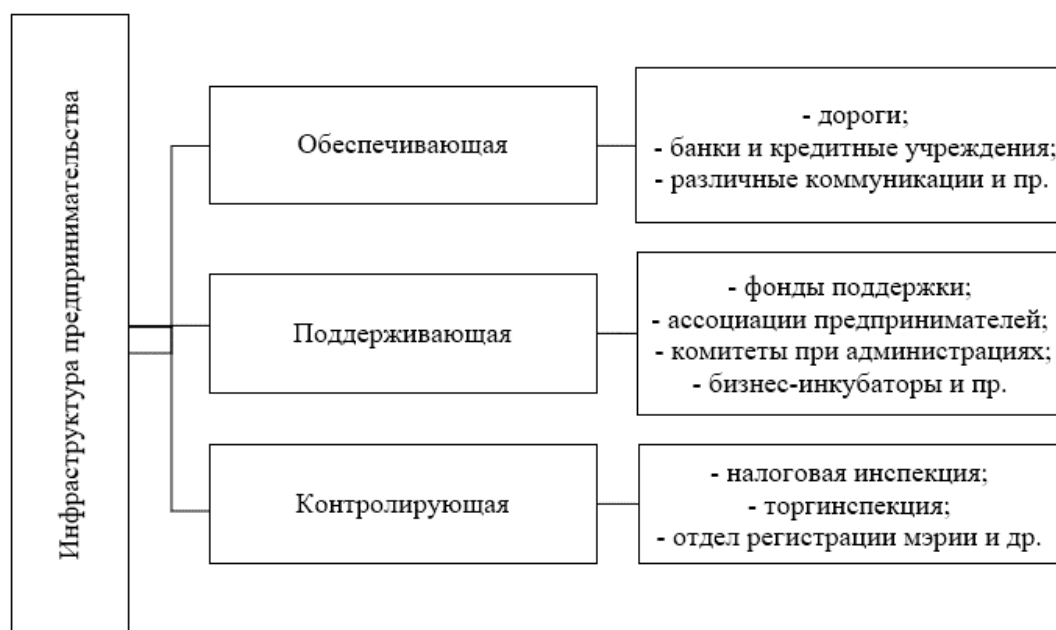 Инфраструктура предпринимательства
Обеспечивающая
- дороги;
- банки и кредитные учреждения;
- различные коммуникации и пр.
Поддерживающая
- фонды поддержки;
- ассоциации предпринимателей;
- комитеты при администрациях;
- бизнес-инкубаторы и пр.
Контролирующая
- налоговая инспекция;
- торгинспекция;
- отдел регистрации мэрии и др.